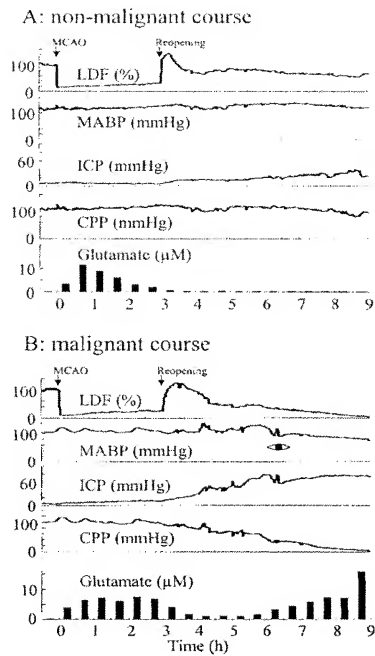 A: non-malignant course
MCAO Reopening
100
LDF (%)
0
MABP (mmHg)
100
0
60
ICP (mmHg)
0
100
CPP (mmHg)
0
Glutamate (µM)
10
0
0 1 2 3 4 5 6 7 8 9
B: malignant course
MCAO Reopening
100
LDF (%)
0
100
MABP (mmHg)
0
60
ICP (mmHg)
0
100
CPP (mmHg)
0
Glutamate (µM)
10
0
0 1 2 3 4 5 6 7 8 9
Time (h)